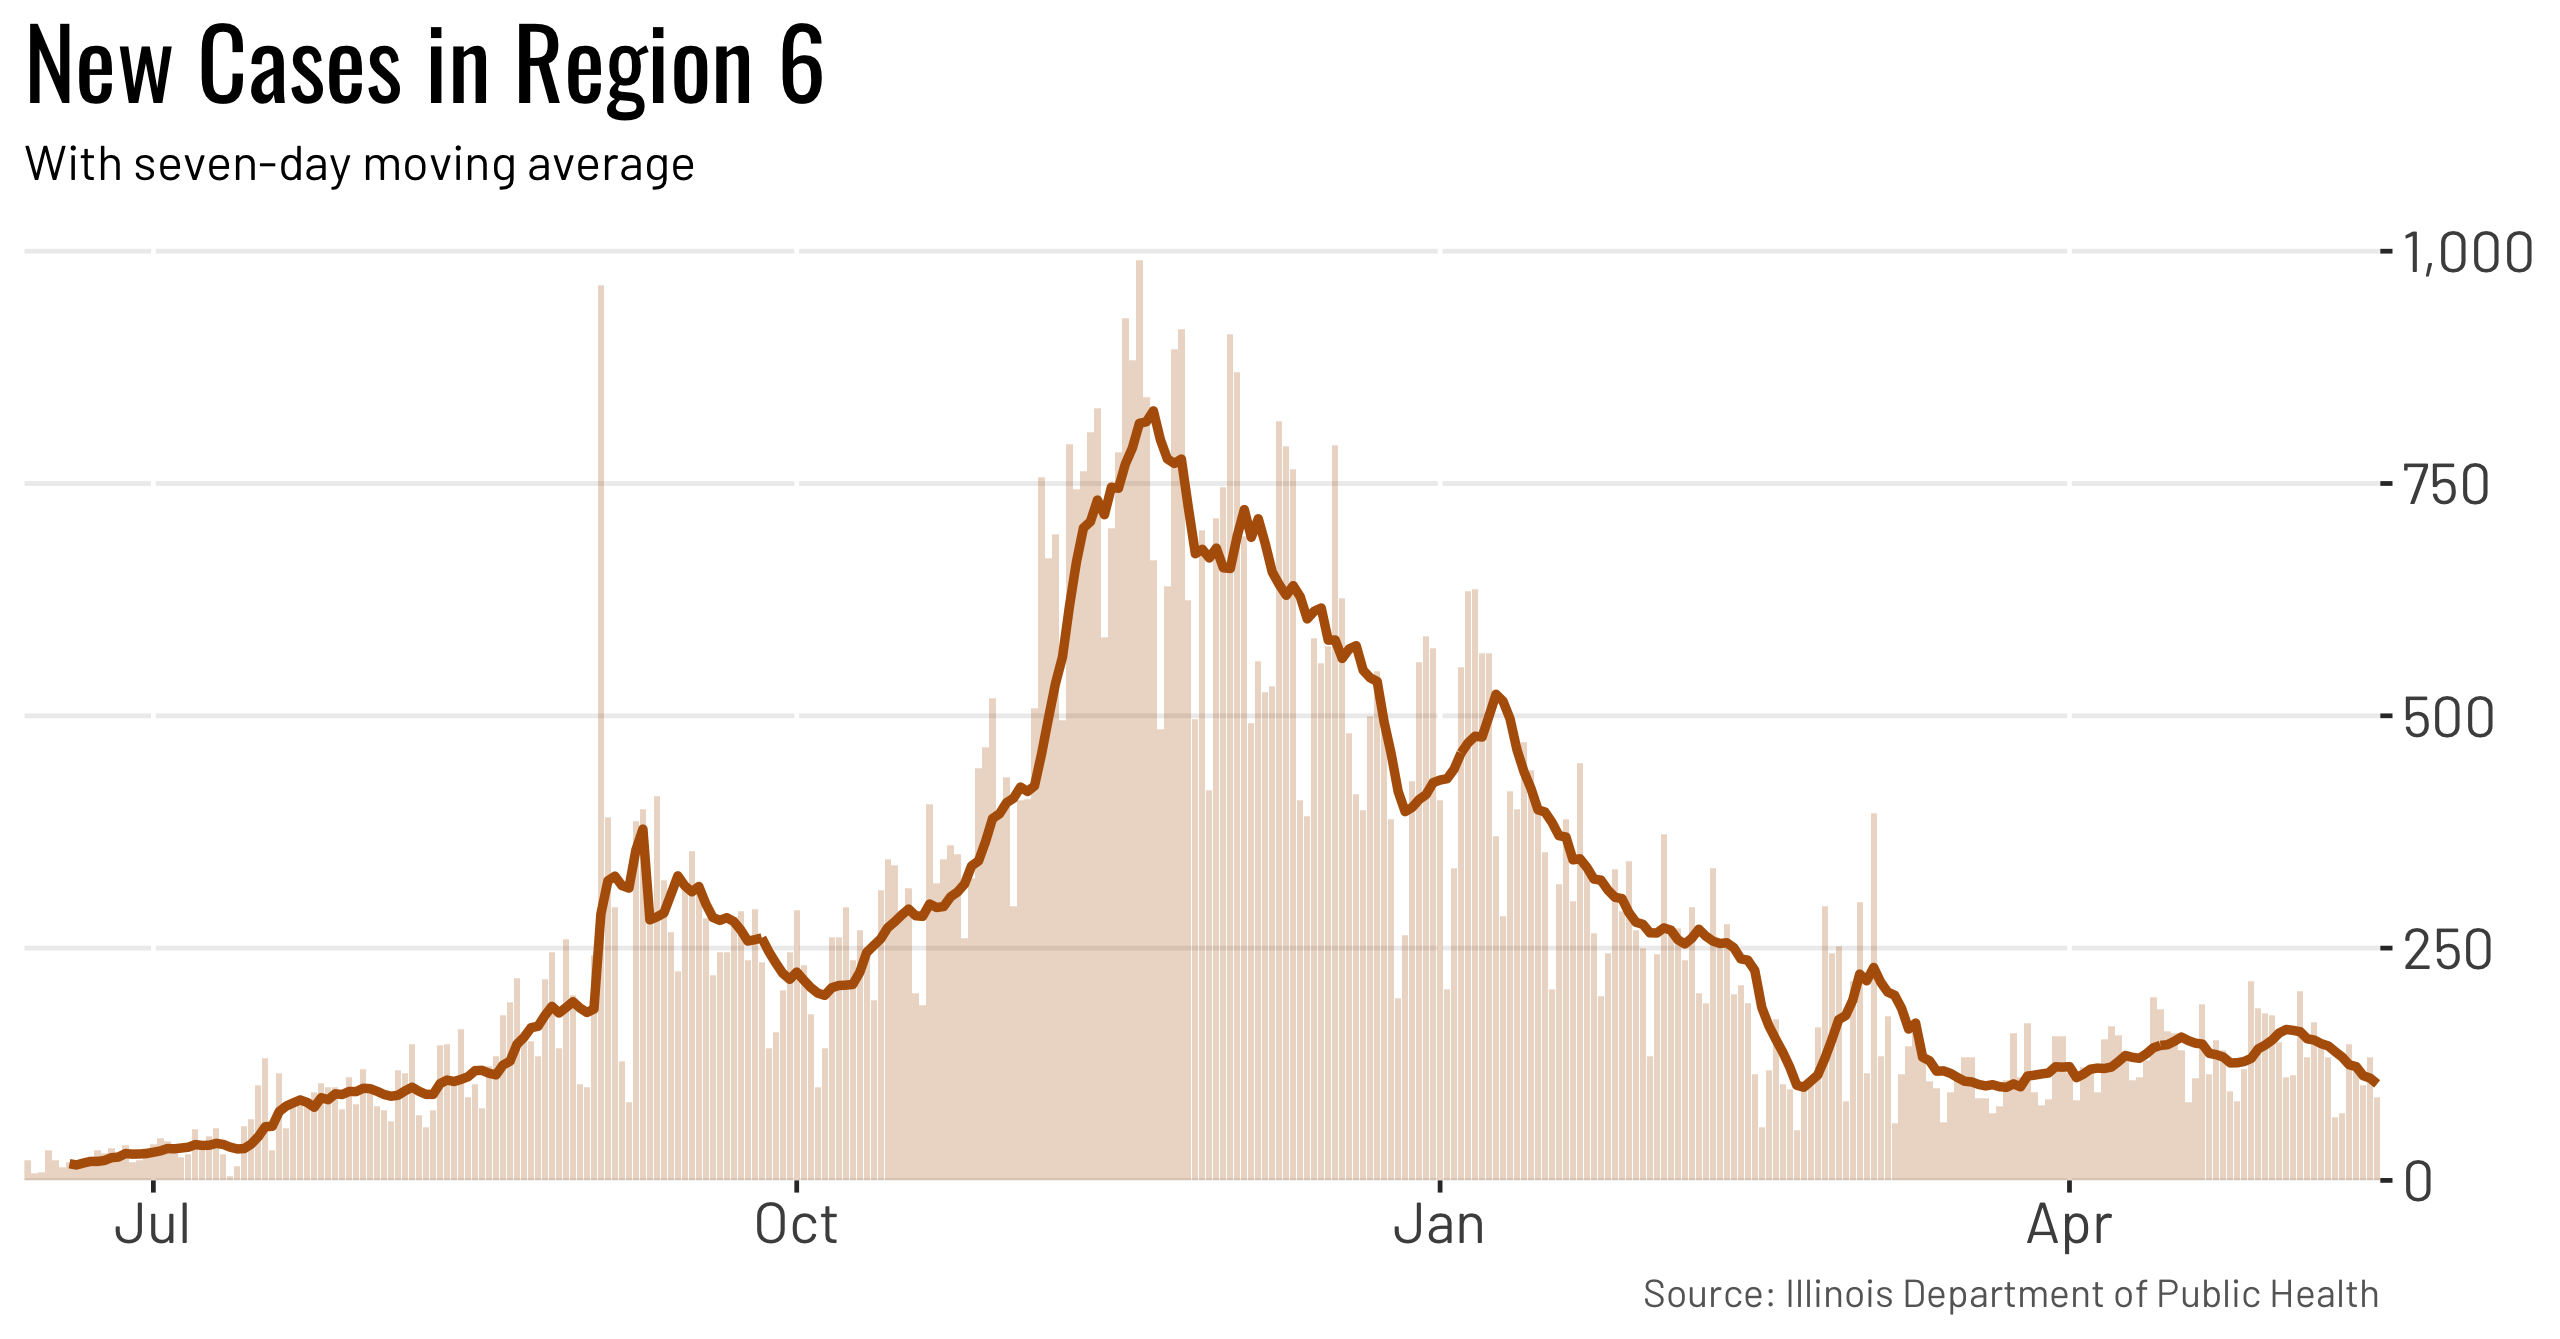 New Cases in Region 6
With seven-day moving average
1,000
750
500
250
0
Jul Oct Jan Apr
Source: Illinois Department of Public Health